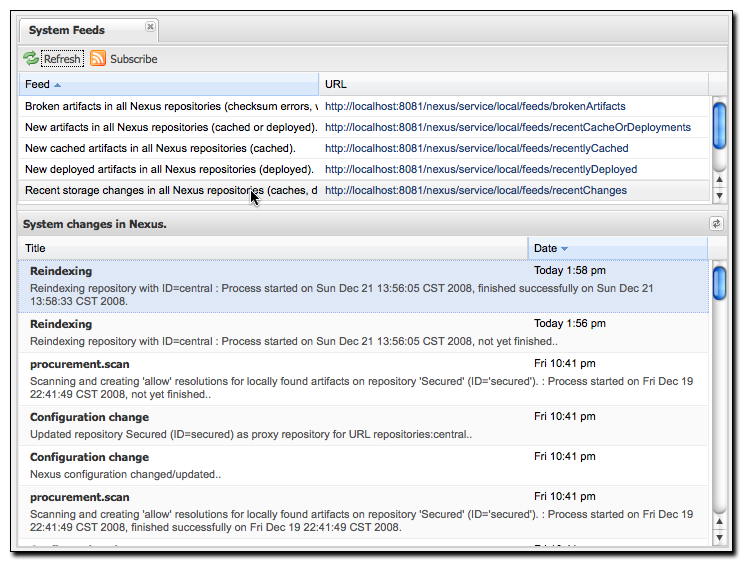 System Feeds
Refresh Subscribe
Feed URL
Broken artifacts in all Nexus repositories (checksum errors, http://localhost:8081/nexus/service/local/feeds/brokenArtifacts
New artifacts in all Nexus repositories (cached or deployed). http://localhost:8081/nexus/service/local/feeds/recentCacheOrDeployments
New cached artifacts in all Nexus repositories (cached). http://localhost:8081/nexus/service/local/feeds/recentlyCached
New deployed artifacts in all Nexus repositories (deployed). http://localhost:8081/nexus/service/local/feeds/recentlyDeployed
Recent storage changes in all Nexus repositories (caches, d http://localhost:8081/nexus/service/local/feeds/recentChanges
System changes in Nexus.
Title Date
Reindexing Today 1:58 pm
Reindexing repository with ID=central : Process started on Sun Dec 21 13:56:05 CST 2008, finished successfully on Sun Dec 21
13:58:33 CST 2008.
Reindexing Today 1:56 pm
Reindexing repository with ID=central : Process started on Sun Dec 21 13:56:05 CST 2008, not yet finished..
procurement.scan Fri 10:41 pm
Scanning and creating 'allow' resolutions for locally found artifacts on repository 'Secured' (ID='secured'). : Process started on Fri Dec 19
22:41:49 CST 2008, not yet finished..
Configuration change Fri 10:41 pm
Updated repository Secured (ID=secured) as proxy repository for URL repositories:central..
Configuration change Fri 10:41 pm
Nexus configuration changed/updated..
procurement.scan Fri 10:41 pm
Scanning and creating 'allow' resolutions for locally found artifacts on repository 'Secured' (ID='secured'). : Process started on Fri Dec 19
22:41:49 CST 2008, finished successfully on Fri Dec 19 22:41:49 CST 2008.